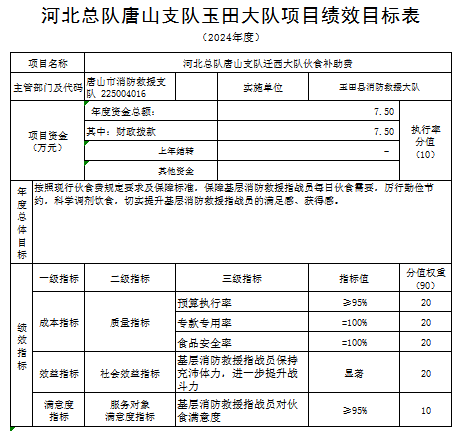 河北总队唐山支队玉田大队项目绩效目标表
（2024年度）
项目名称 河北总队唐山支队迁西大队伙食补助费
主管部门及代码 唐山市消防救援支队 225004016 实施单位 玉田县消防救援大队
项目资金（万元） 年度资金总额： 7.50 执行率分值（10）
其中：财政拨款 7.50
上年结转 -
其他资金
年度总体目标
按照现行伙食费规定要求及保障标准，保障基层消防救援指战员每日伙食需要，厉行勤俭节
约，科学调剂饮食，切实提升基层消防救援指战员的满足感、获得感。
绩效指标
一级指标 二级指标 三级指标 指标值 分值权重（90）
成本指标 质量指标 预算执行率 ≥95% 20
专款专用率 =100% 20
食品安全率 =100% 20
效益指标 社会效益指标 基层消防救援指战员保持
充沛体力，进一步提升战
斗力 显著 20
满意度指标 服务对象满意度指标 基层消防救援指战员对伙
食满意度 ≥95% 10